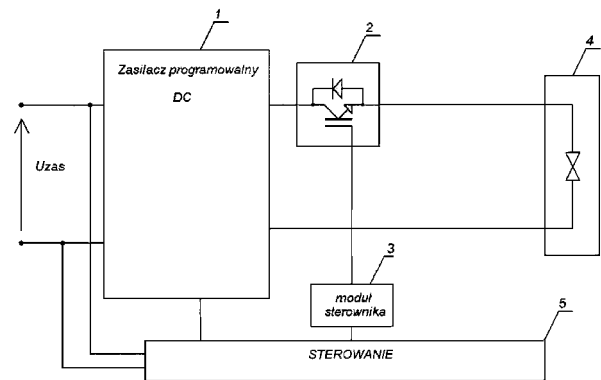 1
2
4
Zasilacz programowalny
DC
Uzas
3
moduł
sterownika
5
STEROWANIE